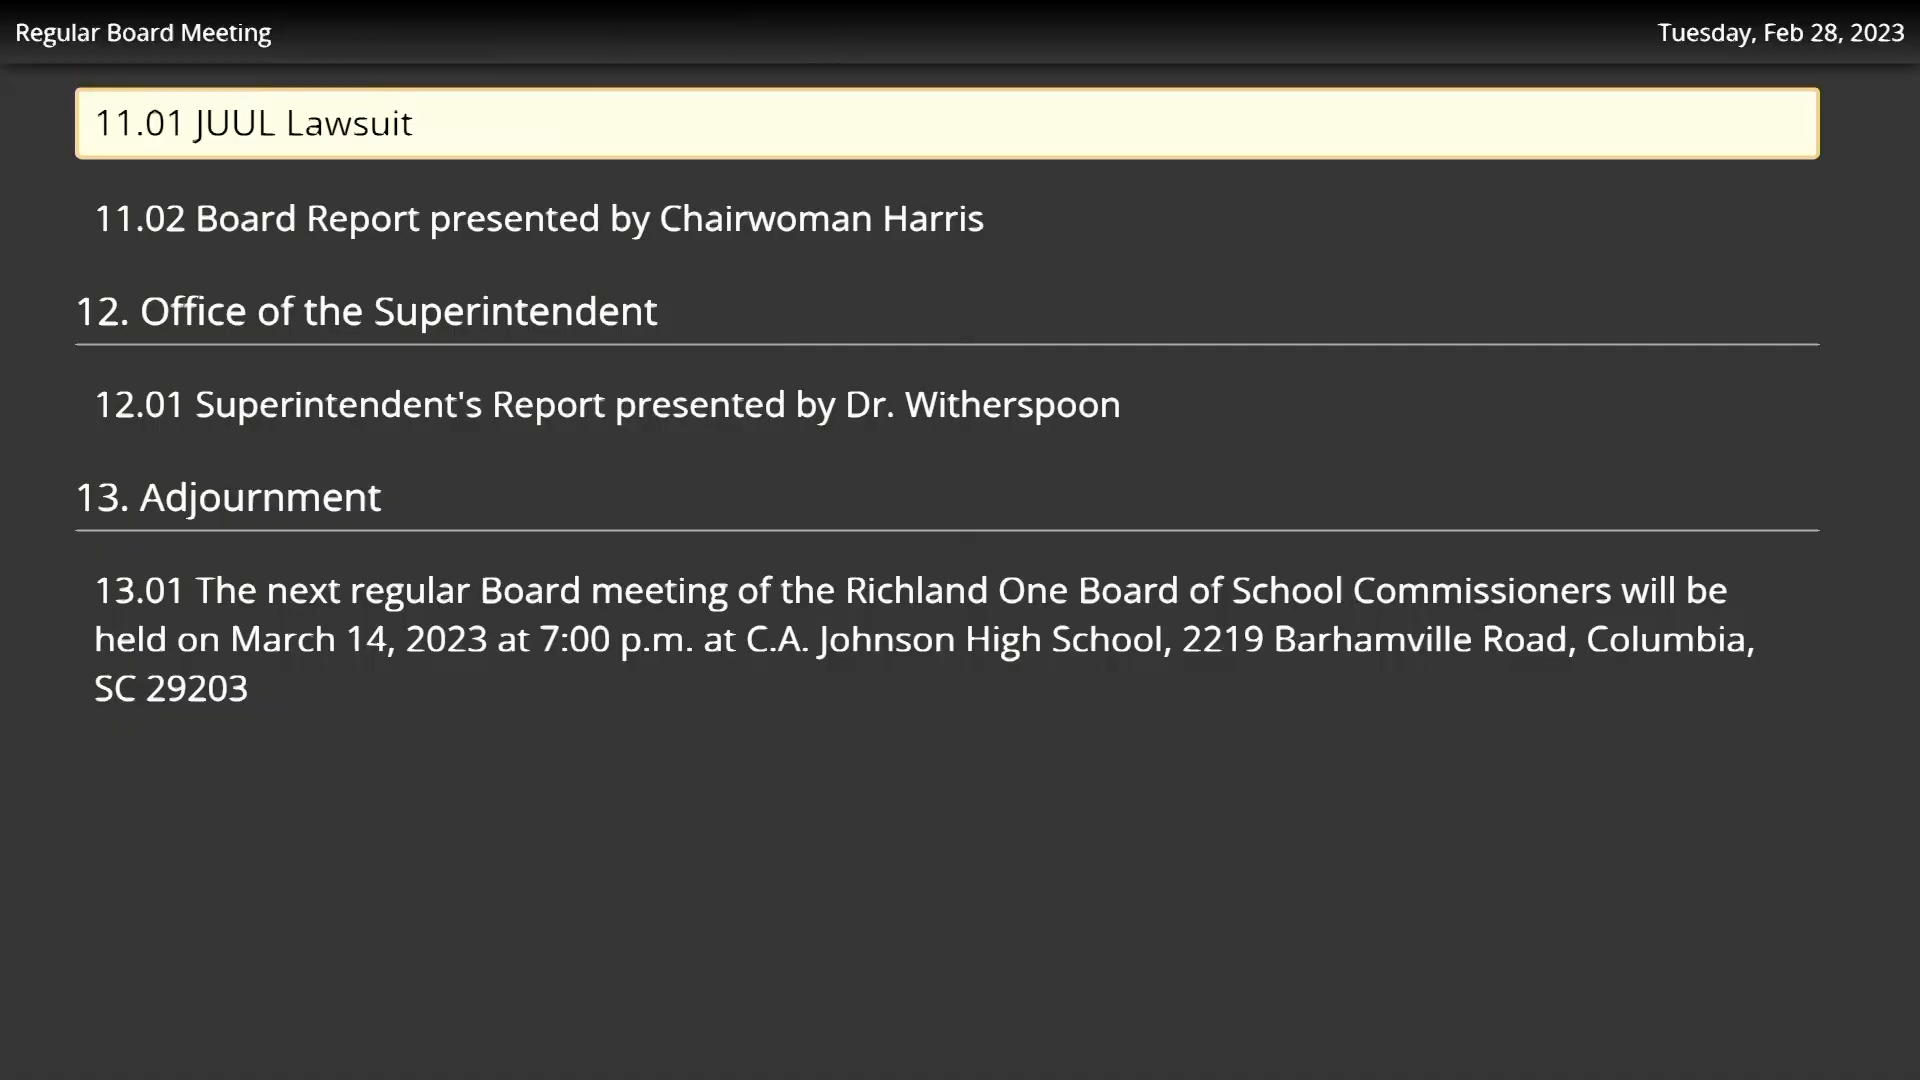 Regular Board Meeting
Tuesday, Feb 28, 2023
11.01 JUUL Lawsuit
11.02 Board Report presented by Chairwoman Harris
12. Office of the Superintendent
12.01 Superintendent's Report presented by Dr. Witherspoon
13. Adjournment
13.01 The next regular Board meeting of the Richland One Board of School Commissioners will be
held on March 14, 2023 at 7:00 p.m. at C.A. Johnson High School, 2219 Barhamville Road, Columbia,
SC 29203